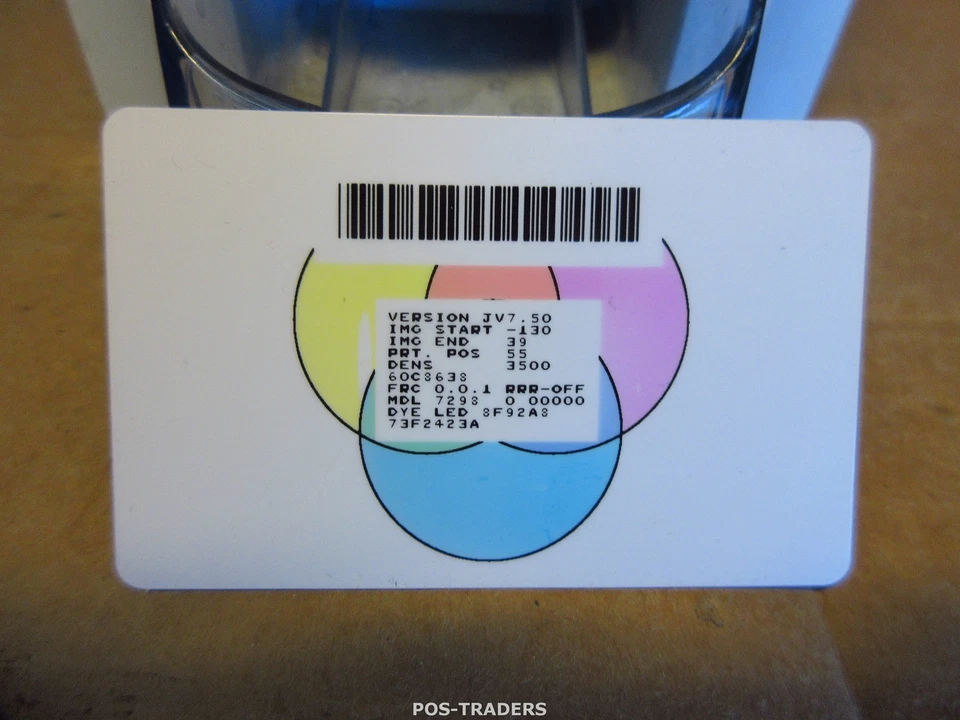 VERSION JV7.50
IMG START -130
IMG END 39
PRT. POS 55
DENS 3500
60C8638
FRC 0.0.1 RRR-OFF
MDL 7298 0 00000
DYE LED 8F92A8
73F2423A
POS-TRADERS